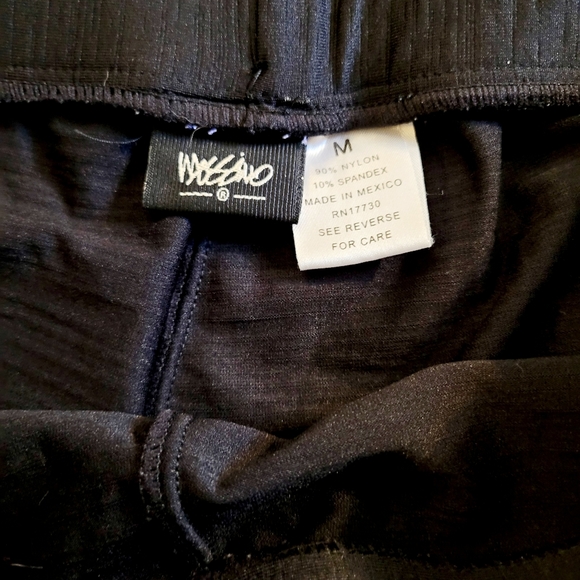 Mossimo
®
M
90% NYLON
10% SPANDEX
MADE IN MEXICO
RN17730
SEE REVERSE
FOR CARE